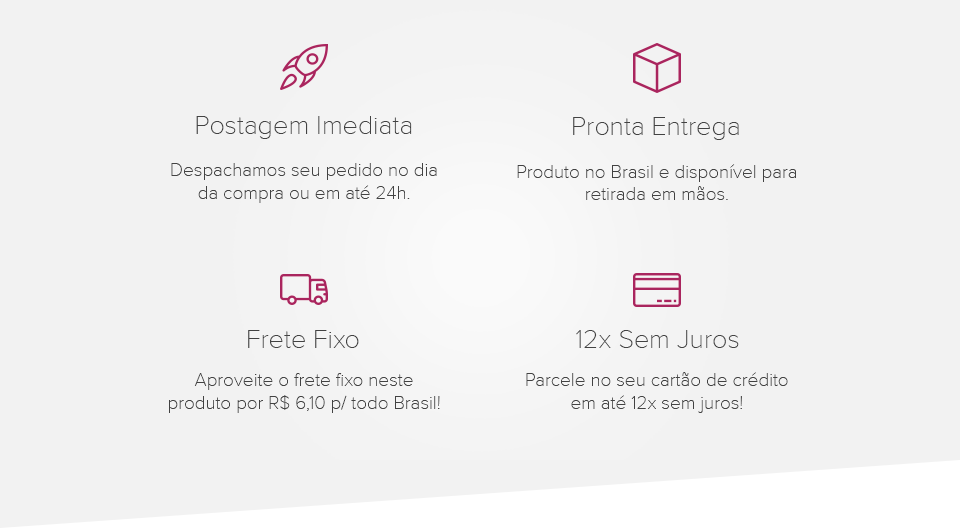 Postagem Imediata
Despachamos seu pedido no dia
da compra ou em até 24h.
Pronta Entrega
Produto no Brasil e disponível para
retirada em mãos.
Frete Fixo
Aproveite o frete fixo neste
produto por R$ 6,10 p/ todo Brasil!
12x Sem Juros
Parcele no seu cartão de crédito
em até 12x sem juros!